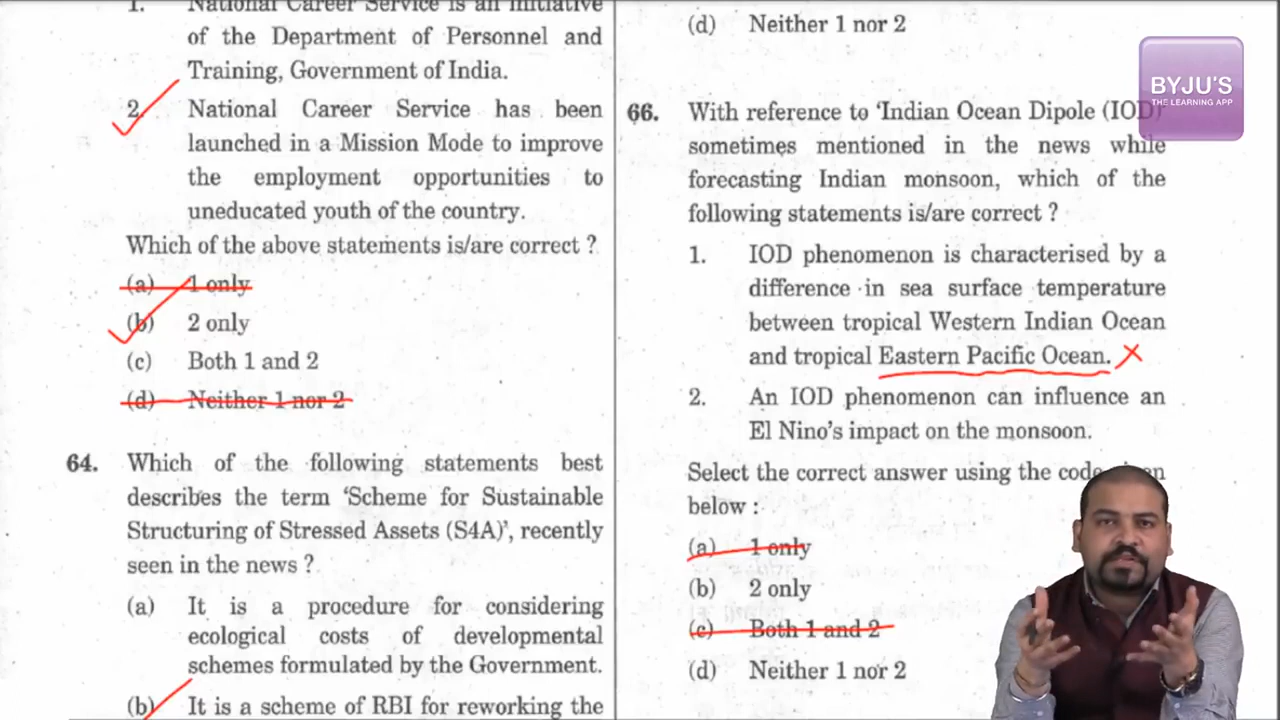 1. National Career Service is an initiative
of the Department of Personnel and
Training, Government of India.
2. National Career Service has been
launched in a Mission Mode to improve
the employment opportunities to
uneducated youth of the country.
Which of the above statements is/are correct ?
(a) 1 only
(b) 2 only
(c) Both 1 and 2
(d) Neither 1 nor 2
64. Which of the following statements best
describes the term 'Scheme for Sustainable
Structuring of Stressed Assets (S4A)', recently
seen in the news ?
(a) It is a procedure for considering
ecological costs of developmental
schemes formulated by the Government.
(b) It is a scheme of RBI for reworking the
(d) Neither 1 nor 2
66. With reference to 'Indian Ocean Dipole (IOD)
sometimes mentioned in the news while
forecasting Indian monsoon, which of the
following statements is/are correct ?
1. IOD phenomenon is characterised by a
difference in sea surface temperature
between tropical Western Indian Ocean
and tropical Eastern Pacific Ocean.
2. An IOD phenomenon can influence an
El Nino's impact on the monsoon.
Select the correct answer using the code
below :
(a) 1 only
(b) 2 only
(c) Both 1 and 2
(d) Neither 1 nor 2
BYJU'S
THE LEARNING APP